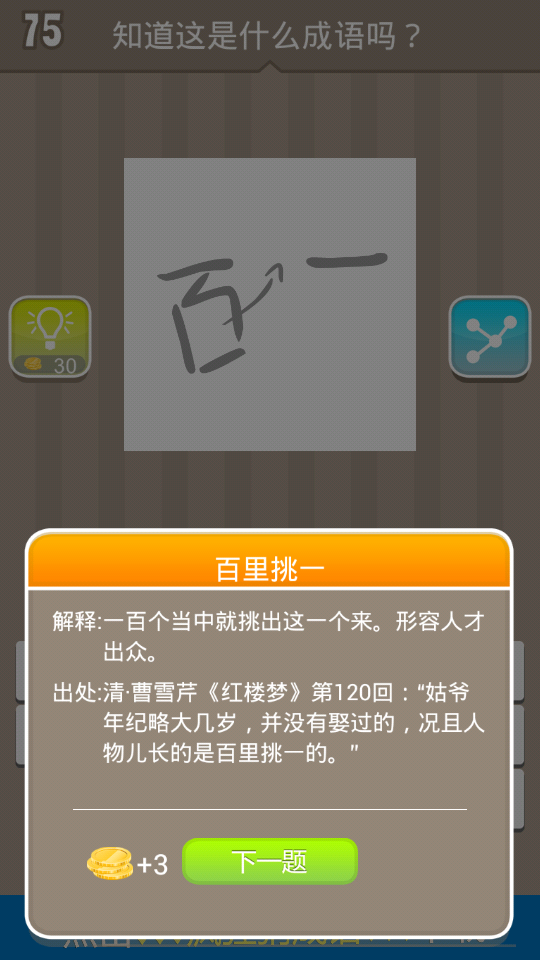 75
知道这是什么成语吗？
百 一
30
百里挑一
解释:一百个当中就挑出这一个来。形容人才
出众。
出处:清·曹雪芹《红楼梦》第120回："姑爷
年纪略大几岁，并没有娶过的，况且人
物儿长的是百里挑一的。"
+3
下一题